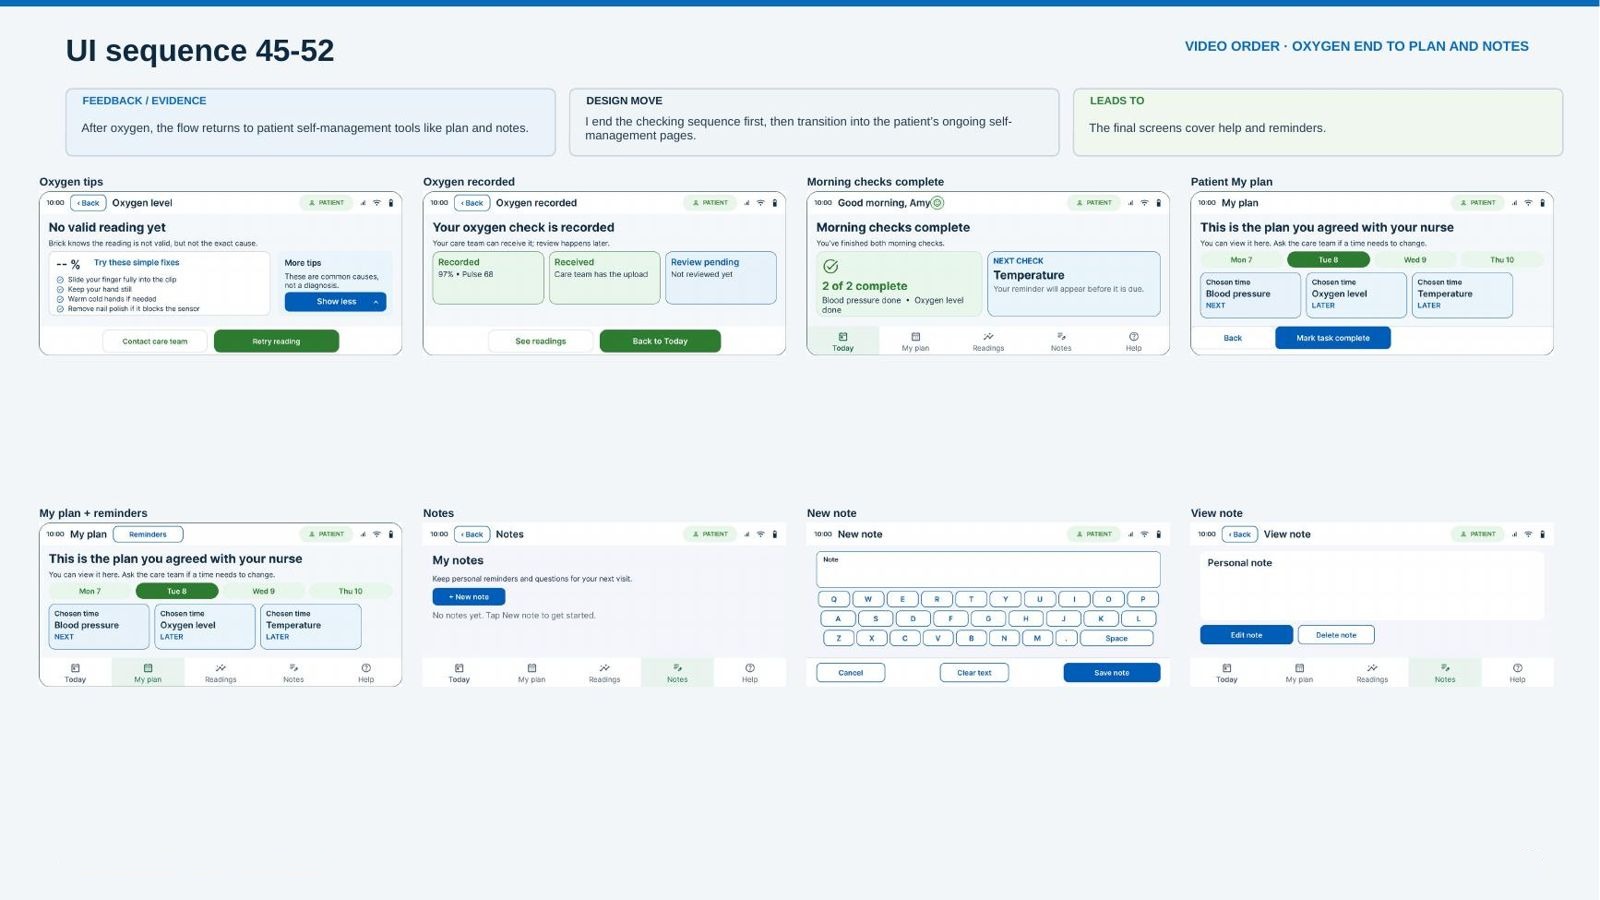 UI sequence 45-52
VIDEO ORDER · OXYGEN END TO PLAN AND NOTES
FEEDBACK / EVIDENCE
After oxygen, the flow returns to patient self-management tools like plan and notes.
DESIGN MOVE
I end the checking sequence first, then transition into the patient's ongoing self-
management pages.
LEADS TO
The final screens cover help and reminders.
Oxygen tips
10:00 ‹ Back Oxygen level PATIENT
No valid reading yet
Brick knows the reading is not valid, but not the exact cause.
-- % Try these simple fixes
Slide your finger fully into the clip
Keep your hand still
Warm cold hands if needed
Remove nail polish if it blocks the sensor
More tips
These are common causes,
not a diagnosis.
Show less
Contact care team
Retry reading
Oxygen recorded
10:00 ‹ Back Oxygen recorded PATIENT
Your oxygen check is recorded
Your care team can receive it; review happens later.
Recorded
97% • Pulse 68
Received
Care team has the upload
Review pending
Not reviewed yet
See readings
Back to Today
Morning checks complete
10:00 Good morning, Amy PATIENT
Morning checks complete
You've finished both morning checks.
2 of 2 complete
Blood pressure done • Oxygen level
done
NEXT CHECK
Temperature
Your reminder will appear before it is due.
Today My plan Readings Notes Help
Patient My plan
10:00 My plan PATIENT
This is the plan you agreed with your nurse
You can view it here. Ask the care team if a time needs to change.
Mon 7 Tue 8 Wed 9 Thu 10
Chosen time
Blood pressure
NEXT
Chosen time
Oxygen level
LATER
Chosen time
Temperature
LATER
Back
Mark task complete
My plan + reminders
10:00 My plan Reminders PATIENT
This is the plan you agreed with your nurse
You can view it here. Ask the care team if a time needs to change.
Mon 7 Tue 8 Wed 9 Thu 10
Chosen time
Blood pressure
NEXT
Chosen time
Oxygen level
LATER
Chosen time
Temperature
LATER
Today My plan Readings Notes Help
Notes
10:00 ‹ Back Notes PATIENT
My notes
Keep personal reminders and questions for your next visit.
+ New note
No notes yet. Tap New note to get started.
Today My plan Readings Notes Help
New note
10:00 New note PATIENT
Note
Q W E R T Y U I O P
A S D F G H J K L
Z X C V B N M . Space
Cancel
Clear text
Save note
View note
10:00 ‹ Back View note PATIENT
Personal note
Edit note
Delete note
Today My plan Readings Notes Help